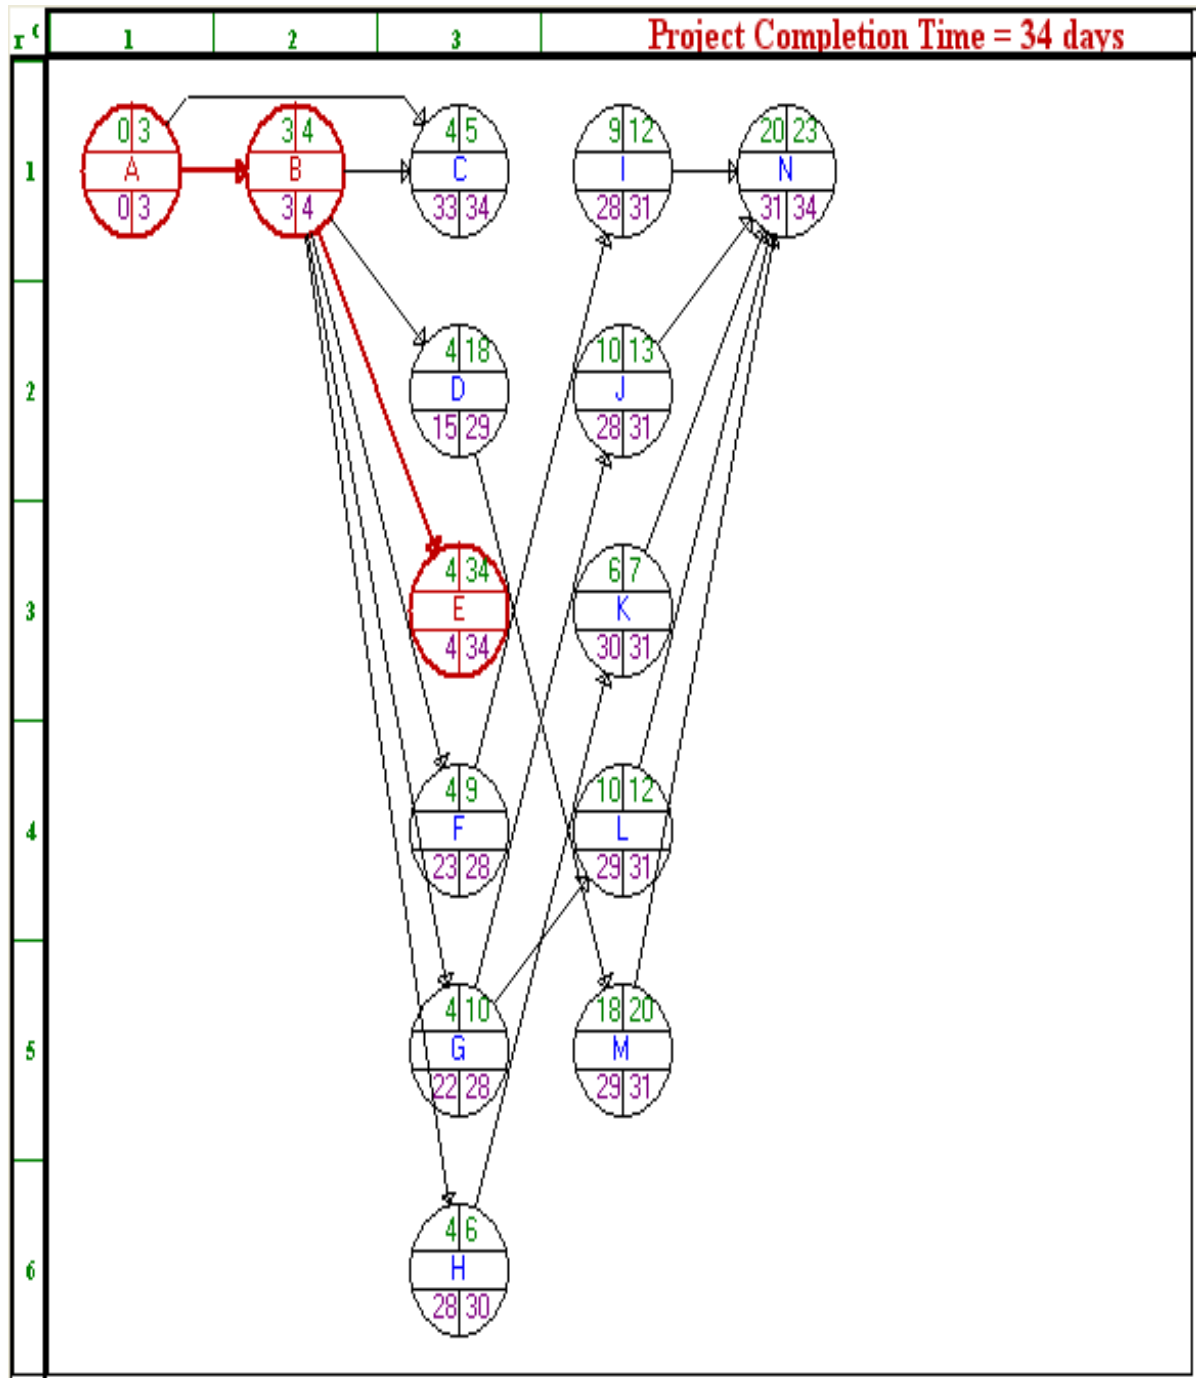 r c 1 2 3 Project Completion Time = 34 days
1
0 3 3 4 4 5 9 12 20 23
A B C I N
0 3 3 4 33 34 28 31 31 34
2
4 18 10 13
D J
15 29 28 31
3
4 34 6 7
E K
4 34 30 31
4
4 9 10 12
F L
23 28 29 31
5
4 10 18 20
G M
22 28 29 31
6
4 6
H
28 30